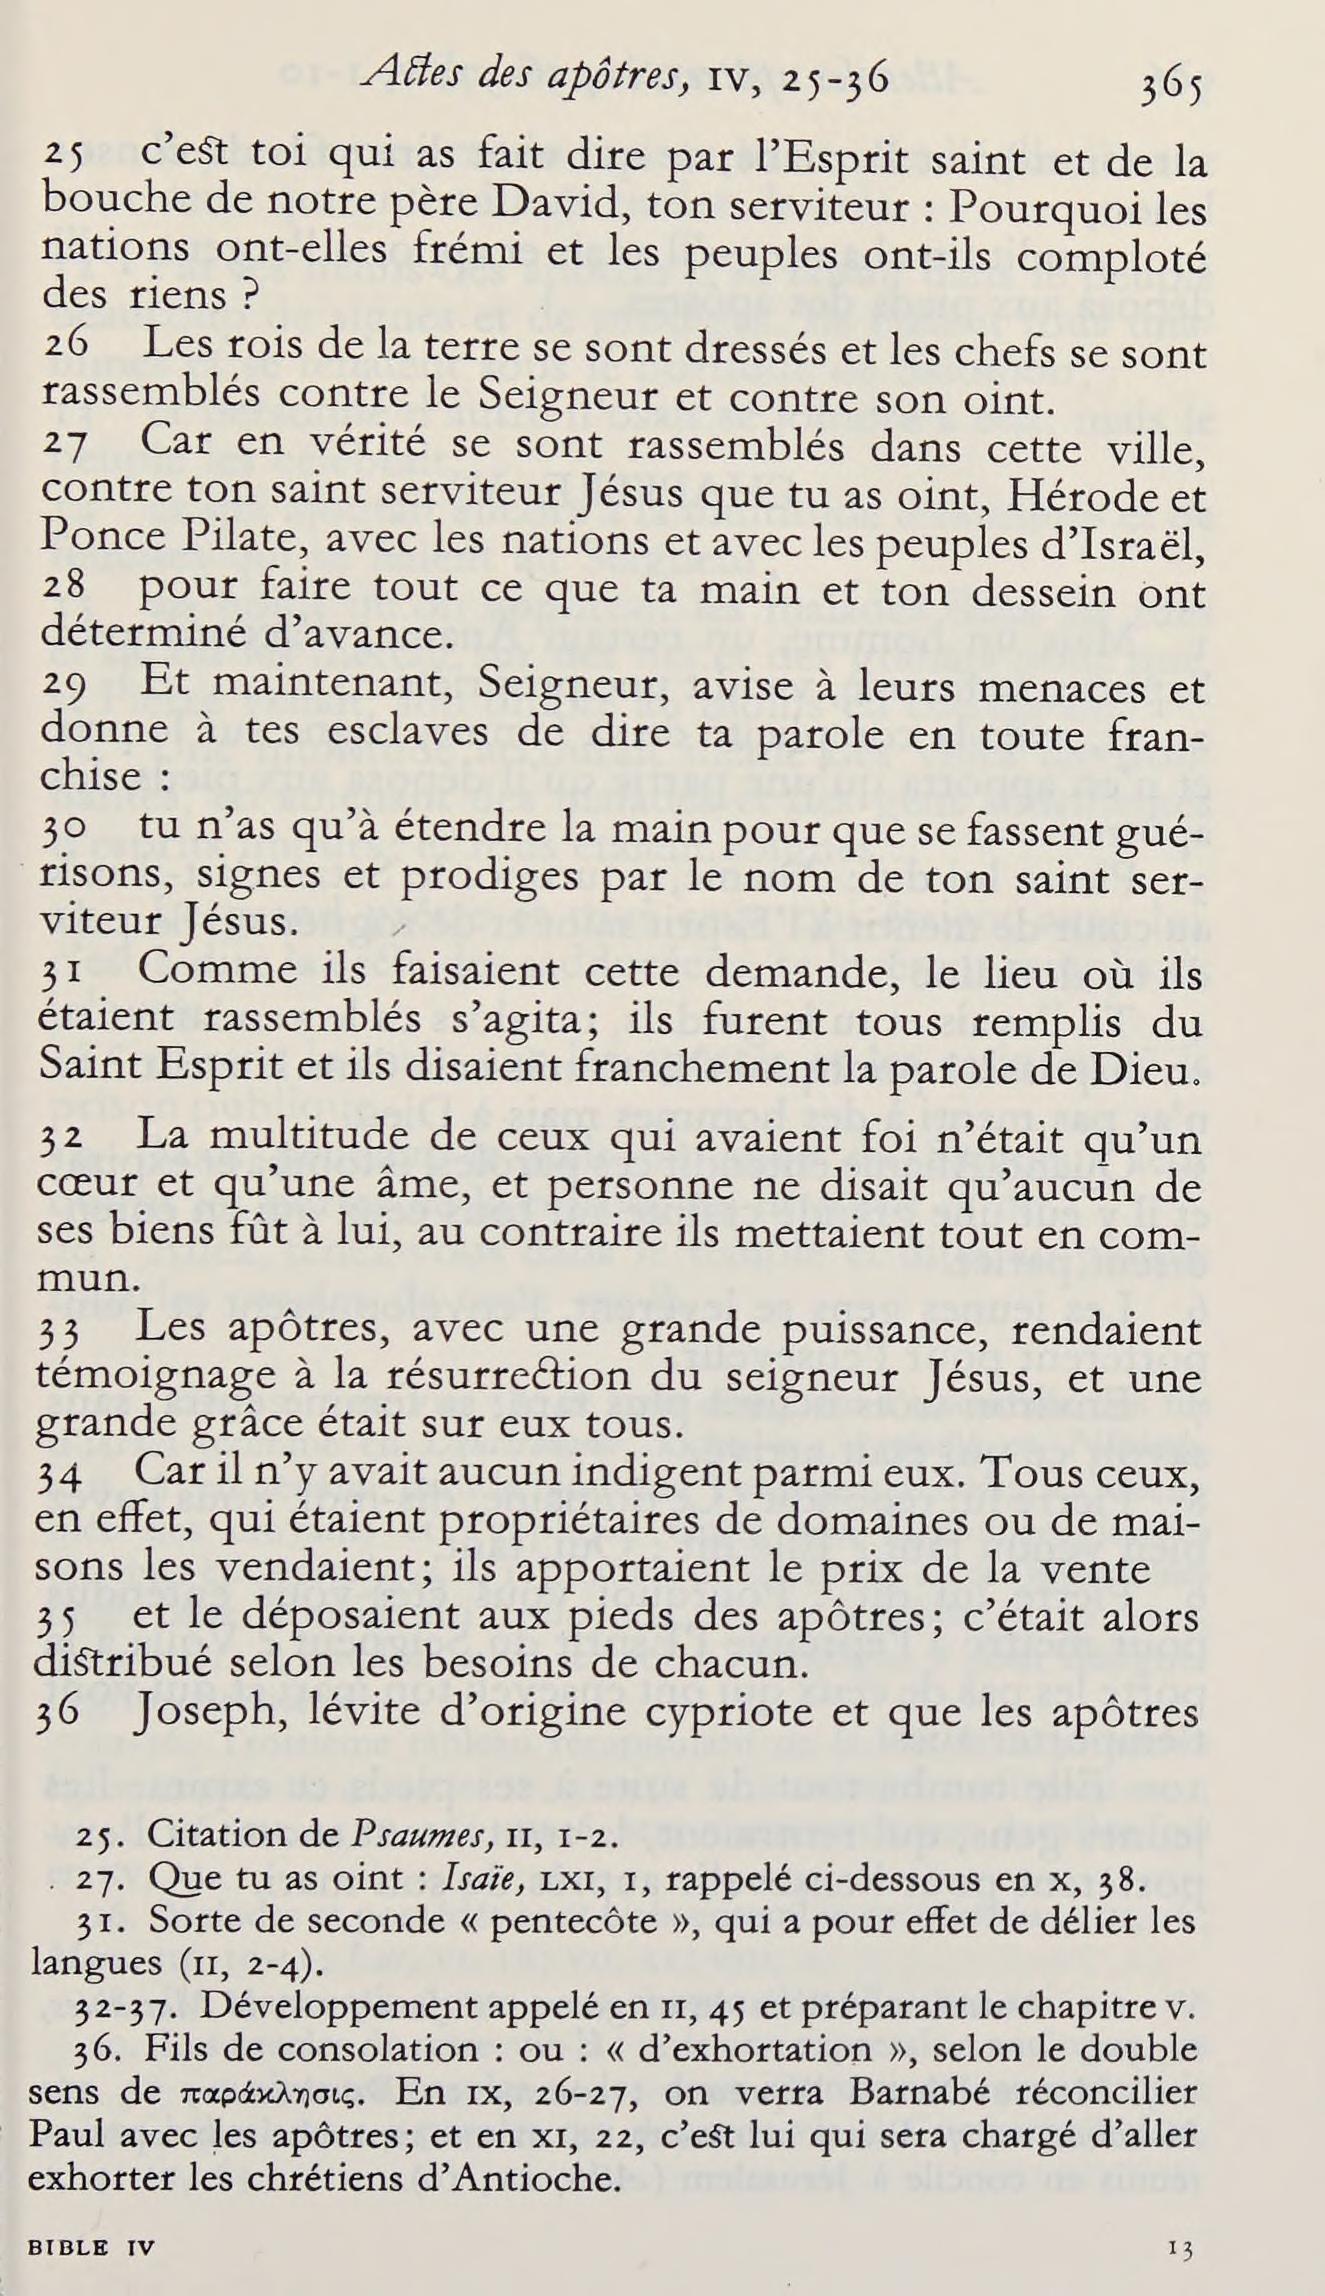 Actes des apôtres, IV, 25-36 365
25 c’est toi qui as fait dire par l’Esprit saint et de la
bouche de notre père David, ton serviteur : Pourquoi les
nations ont-elles frémi et les peuples ont-ils comploté
des riens ?
26 Les rois de la terre se sont dressés et les chefs se sont
rassemblés contre le Seigneur et contre son oint.
27 Car en vérité se sont rassemblés dans cette ville,
contre ton saint serviteur Jésus que tu as oint, Hérode et
Ponce Pilate, avec les nations et avec les peuples d’Israël,
28 pour faire tout ce que ta main et ton dessein ont
déterminé d’avance.
29 Et maintenant, Seigneur, avise à leurs menaces et
donne à tes esclaves de dire ta parole en toute fran-
chise :
30 tu n’as qu’à étendre la main pour que se fassent gué-
risons, signes et prodiges par le nom de ton saint ser-
viteur Jésus.
31 Comme ils faisaient cette demande, le lieu où ils
étaient rassemblés s’agita; ils furent tous remplis du
Saint Esprit et ils disaient franchement la parole de Dieu.
32 La multitude de ceux qui avaient foi n’était qu’un
cœur et qu’une âme, et personne ne disait qu’aucun de
ses biens fût à lui, au contraire ils mettaient tout en com-
mun.
33 Les apôtres, avec une grande puissance, rendaient
témoignage à la résurrection du seigneur Jésus, et une
grande grâce était sur eux tous.
34 Car il n’y avait aucun indigent parmi eux. Tous ceux,
en effet, qui étaient propriétaires de domaines ou de mai-
sons les vendaient; ils apportaient le prix de la vente
35 et le déposaient aux pieds des apôtres; c’était alors
distribué selon les besoins de chacun.
36 Joseph, lévite d’origine cypriote et que les apôtres
25. Citation de Psaumes, II, 1-2.
27. Que tu as oint : Isaïe, LXI, 1, rappelé ci-dessous en X, 38.
31. Sorte de seconde « pentecôte », qui a pour effet de délier les
langues (II, 2-4).
32-37. Développement appelé en II, 45 et préparant le chapitre V.
36. Fils de consolation : ou : « d’exhortation », selon le double
sens de παράκλησις. En IX, 26-27, on verra Barnabé réconcilier
Paul avec les apôtres; et en XI, 22, c’est lui qui sera chargé d’aller
exhorter les chrétiens d’Antioche.
BIBLE IV 13